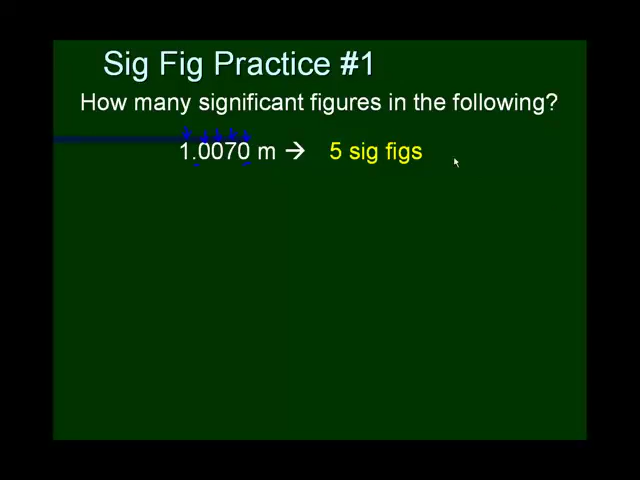 Sig Fig Practice #1
How many significant figures in the following?
1.0070 m → 5 sig figs